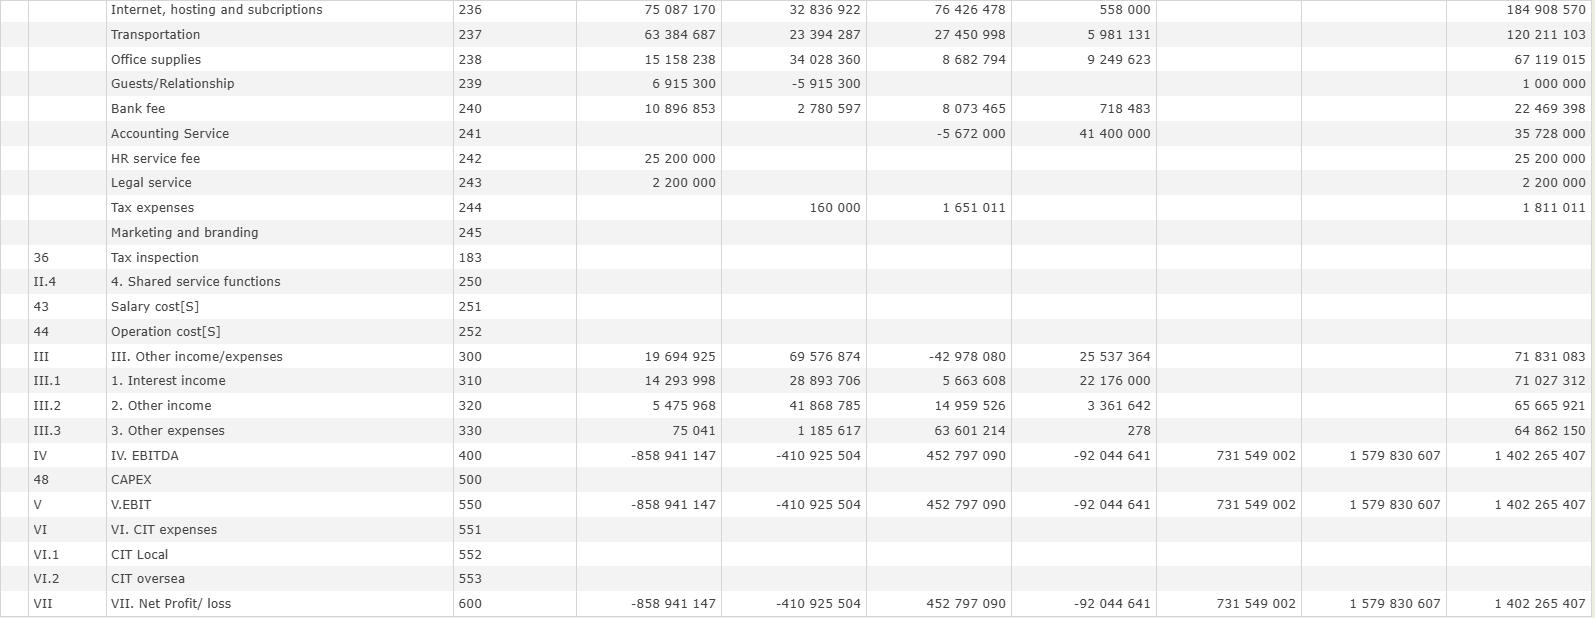 Internet, hosting and subcriptions 236 75 087 170 32 836 922 76 426 478 558 000 184 908 570
Transportation 237 63 384 687 23 394 287 27 450 998 5 981 131 120 211 103
Office supplies 238 15 158 238 34 028 360 8 682 794 9 249 623 67 119 015
Guests/Relationship 239 6 915 300 -5 915 300 1 000 000
Bank fee 240 10 896 853 2 780 597 8 073 465 718 483 22 469 398
Accounting Service 241 -5 672 000 41 400 000 35 728 000
HR service fee 242 25 200 000 25 200 000
Legal service 243 2 200 000 2 200 000
Tax expenses 244 160 000 1 651 011 1 811 011
Marketing and branding 245
36 Tax inspection 183
II.4 4. Shared service functions 250
43 Salary cost[S] 251
44 Operation cost[S] 252
III III. Other income/expenses 300 19 694 925 69 576 874 -42 978 080 25 537 364 71 831 083
III.1 1. Interest income 310 14 293 998 28 893 706 5 663 608 22 176 000 71 027 312
III.2 2. Other income 320 5 475 968 41 868 785 14 959 526 3 361 642 65 665 921
III.3 3. Other expenses 330 75 041 1 185 617 63 601 214 278 64 862 150
IV IV. EBITDA 400 -858 941 147 -410 925 504 452 797 090 -92 044 641 731 549 002 1 579 830 607 1 402 265 407
48 CAPEX 500
V V.EBIT 550 -858 941 147 -410 925 504 452 797 090 -92 044 641 731 549 002 1 579 830 607 1 402 265 407
VI VI. CIT expenses 551
VI.1 CIT Local 552
VI.2 CIT oversea 553
VII VII. Net Profit/ loss 600 -858 941 147 -410 925 504 452 797 090 -92 044 641 731 549 002 1 579 830 607 1 402 265 407